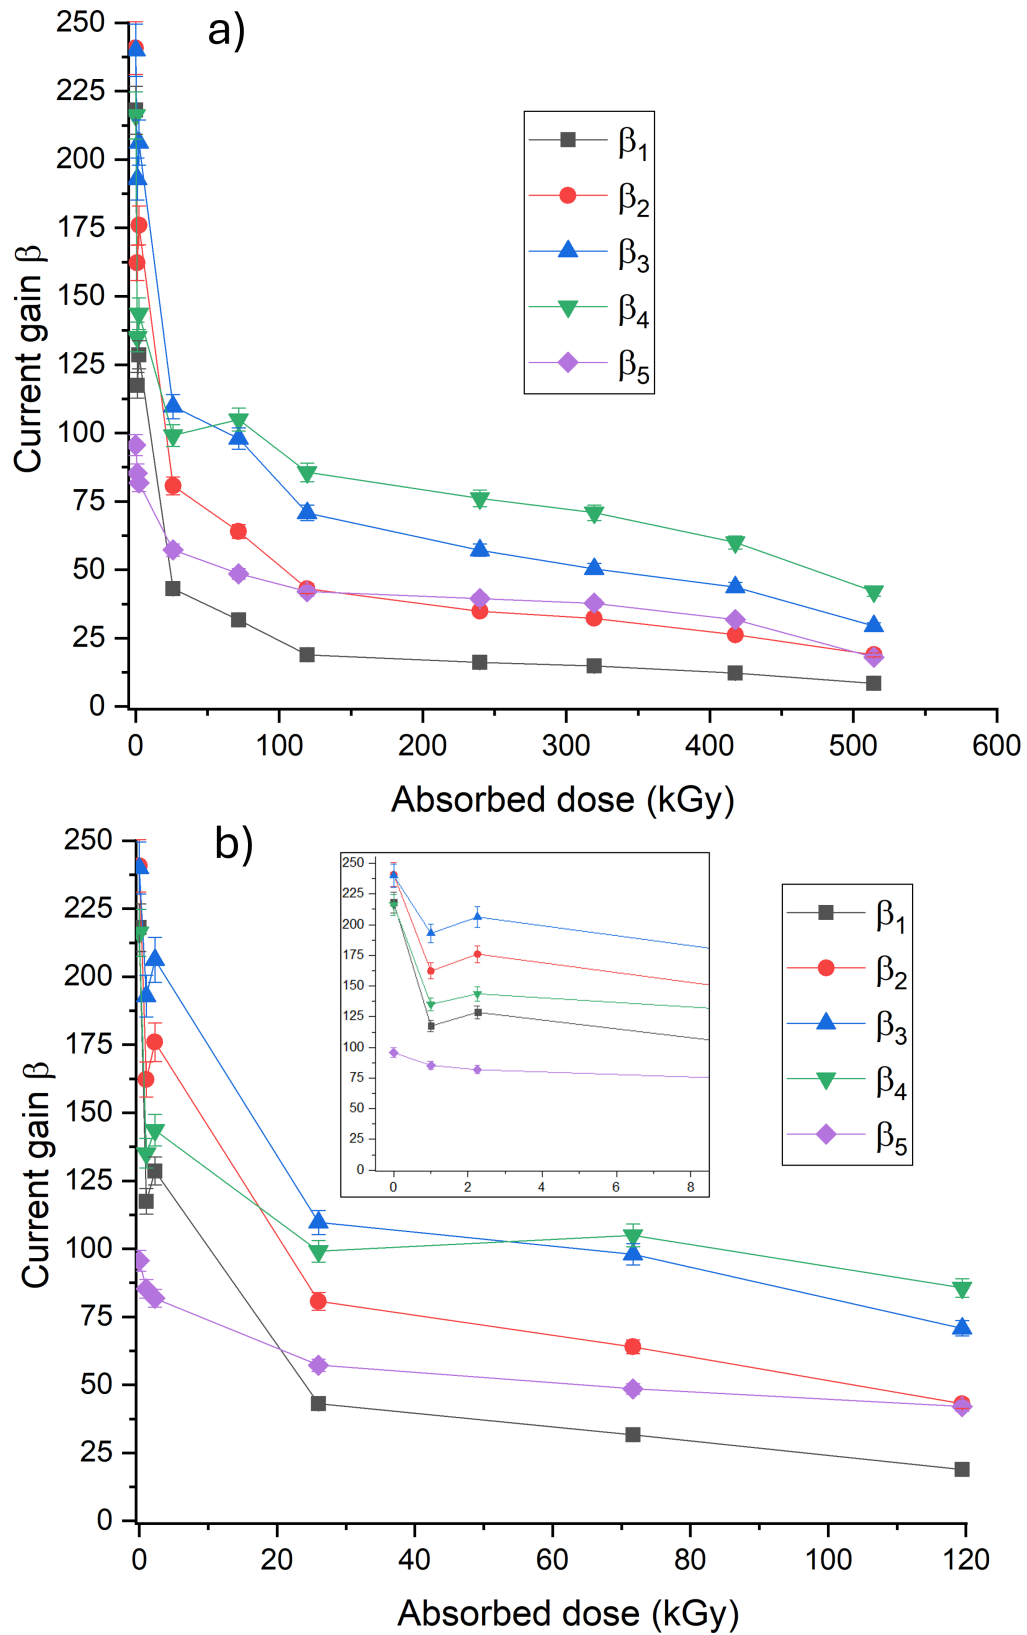 a)
250
225
200
175
150
125
100
75
50
25
0
Current gain β
β1
β2
β3
β4
β5
0 100 200 300 400 500 600
Absorbed dose (kGy)
b)
250
225
200
175
150
125
100
75
50
25
0
Current gain β
250
225
200
175
150
125
100
75
50
25
0
0 2 4 6 8
β1
β2
β3
β4
β5
0 20 40 60 80 100 120
Absorbed dose (kGy)